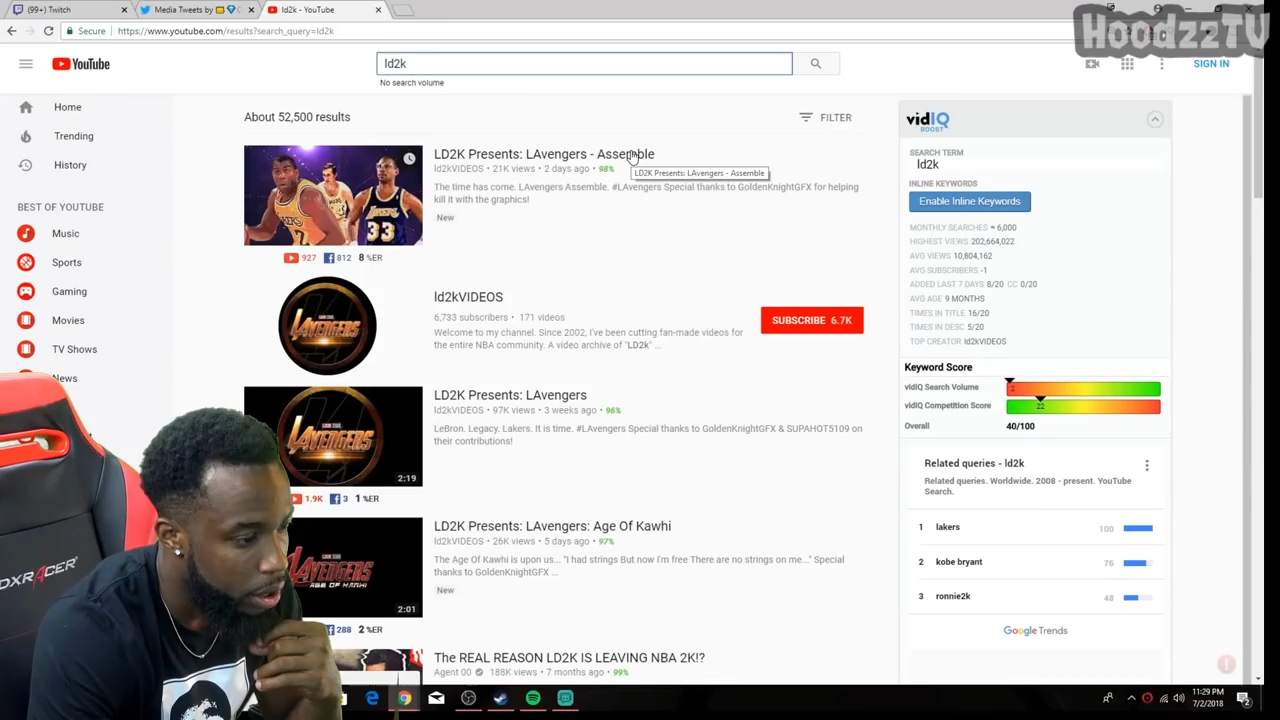 (99+) Twitch
Media Tweets by
ld2k - YouTube
HoodzzTV
Secure
https://www.youtube.com/results?search_query=ld2k
YouTube
ld2k
SIGN IN
No search volume
Home
Trending
History
BEST OF YOUTUBE
Music
Sports
Gaming
Movies
TV Shows
News
About 52,500 results
FILTER
LD2K Presents: LAvengers - Assemble
ld2kVIDEOS • 21K views • 2 days ago • 98%
LD2K Presents: LAvengers - Assemble
The time has come. LAvengers Assemble. #LAvengers Special thanks to GoldenKnightGFX for helping
kill it with the graphics!
New
33
927 812 8 %ER
LAVENGERS
ld2kVIDEOS
6,733 subscribers • 171 videos
Welcome to my channel. Since 2002, I've been cutting fan-made videos for
the entire NBA community. A video archive of "LD2k" ...
SUBSCRIBE 6.7K
LD2K Presents: LAvengers
ld2kVIDEOS • 97K views • 3 weeks ago • 96%
LeBron. Legacy. Lakers. It is time. #LAvengers Special thanks to GoldenKnightGFX & SUPAHOT5109 on
their contributions!
LAVENGERS
2:19
1.9K 3 1 %ER
LD2K Presents: LAvengers: Age Of Kawhi
ld2kVIDEOS • 26K views • 5 days ago • 97%
The Age Of Kawhi is upon us... "I had strings But now I'm free There are no strings on me..." Special
thanks to GoldenKnightGFX ...
New
LAVENGERS
AGE OF KAWHI
2:01
288 2 %ER
The REAL REASON LD2K IS LEAVING NBA 2K!?
Agent 00 • 188K views • 7 months ago • 99%
vidIQ
BOOST
SEARCH TERM
ld2k
INLINE KEYWORDS
Enable Inline Keywords
MONTHLY SEARCHES ≈ 6,000
HIGHEST VIEWS 202,664,022
AVG VIEWS 10,804,162
AVG SUBSCRIBERS -1
ADDED LAST 7 DAYS 8/20 CC 0/20
AVG AGE 9 MONTHS
TIMES IN TITLE 16/20
TIMES IN DESC 5/20
TOP CREATOR ld2kVIDEOS
Keyword Score
vidIQ Search Volume 2
vidIQ Competition Score 22
Overall 40/100
Related queries - ld2k
Related queries. Worldwide. 2008 - present. YouTube
Search.
1 lakers 100
2 kobe bryant 76
3 ronnie2k 48
Google Trends
DXRACER
11:29 PM
7/2/2018
2